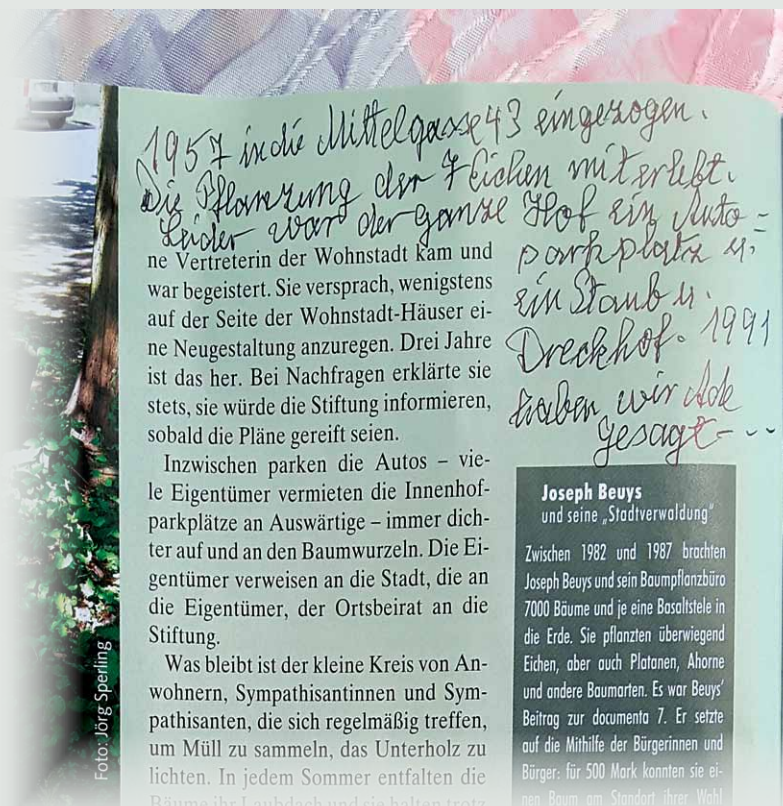 1957 in die Mittelgasse 43 eingezogen.
Die Pflanzung der 7 Eichen miterlebt.
Leider war der ganze Hof ein Auto=
parkplatz u.
ein Staub u.
Dreckhof. 1991
haben wir Ade
gesagt - - -
ne Vertreterin der Wohnstadt kam und
war begeistert. Sie versprach, wenigstens
auf der Seite der Wohnstadt-Häuser ei-
ne Neugestaltung anzuregen. Drei Jahre
ist das her. Bei Nachfragen erklärte sie
stets, sie würde die Stiftung informieren,
sobald die Pläne gereift seien.
Inzwischen parken die Autos – vie-
le Eigentümer vermieten die Innenhof-
parkplätze an Auswärtige – immer dich-
ter auf und an den Baumwurzeln. Die Ei-
gentümer verweisen an die Stadt, die an
die Eigentümer, der Ortsbeirat an die
Stiftung.
Was bleibt ist der kleine Kreis von An-
wohnern, Sympathisantinnen und Sym-
pathisanten, die sich regelmäßig treffen,
um Müll zu sammeln, das Unterholz zu
lichten. In jedem Sommer entfalten die
Bäume ihr Laubdach und sie halten trotz
Joseph Beuys
und seine „Stadtverwaldung"
Zwischen 1982 und 1987 brachten
Joseph Beuys und sein Baumpflanzbüro
7000 Bäume und je eine Basaltstele in
die Erde. Sie pflanzten überwiegend
Eichen, aber auch Platanen, Ahorne
und andere Baumarten. Es war Beuys'
Beitrag zur documenta 7. Er setzte
auf die Mithilfe der Bürgerinnen und
Bürger: für 500 Mark konnten sie ei-
nen Baum am Standort ihrer Wahl
Foto: Jörg Sperling